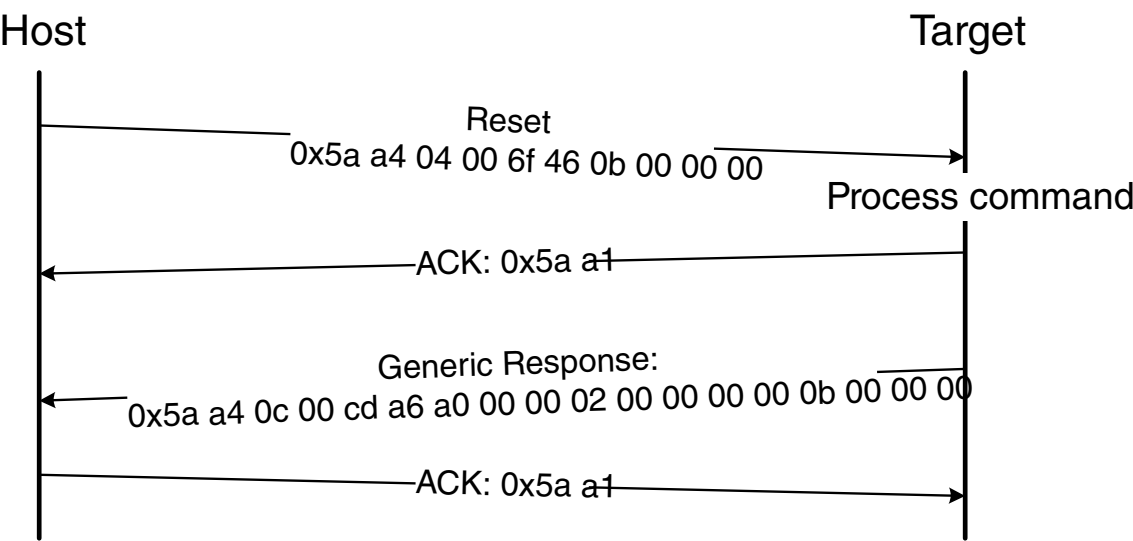 Host
Target
Reset
0x5a a4 04 00 6f 46 0b 00 00 00
Process command
ACK: 0x5a a1
Generic Response:
0x5a a4 0c 00 cd a6 a0 00 00 02 00 00 00 00 0b 00 00 00
ACK: 0x5a a1